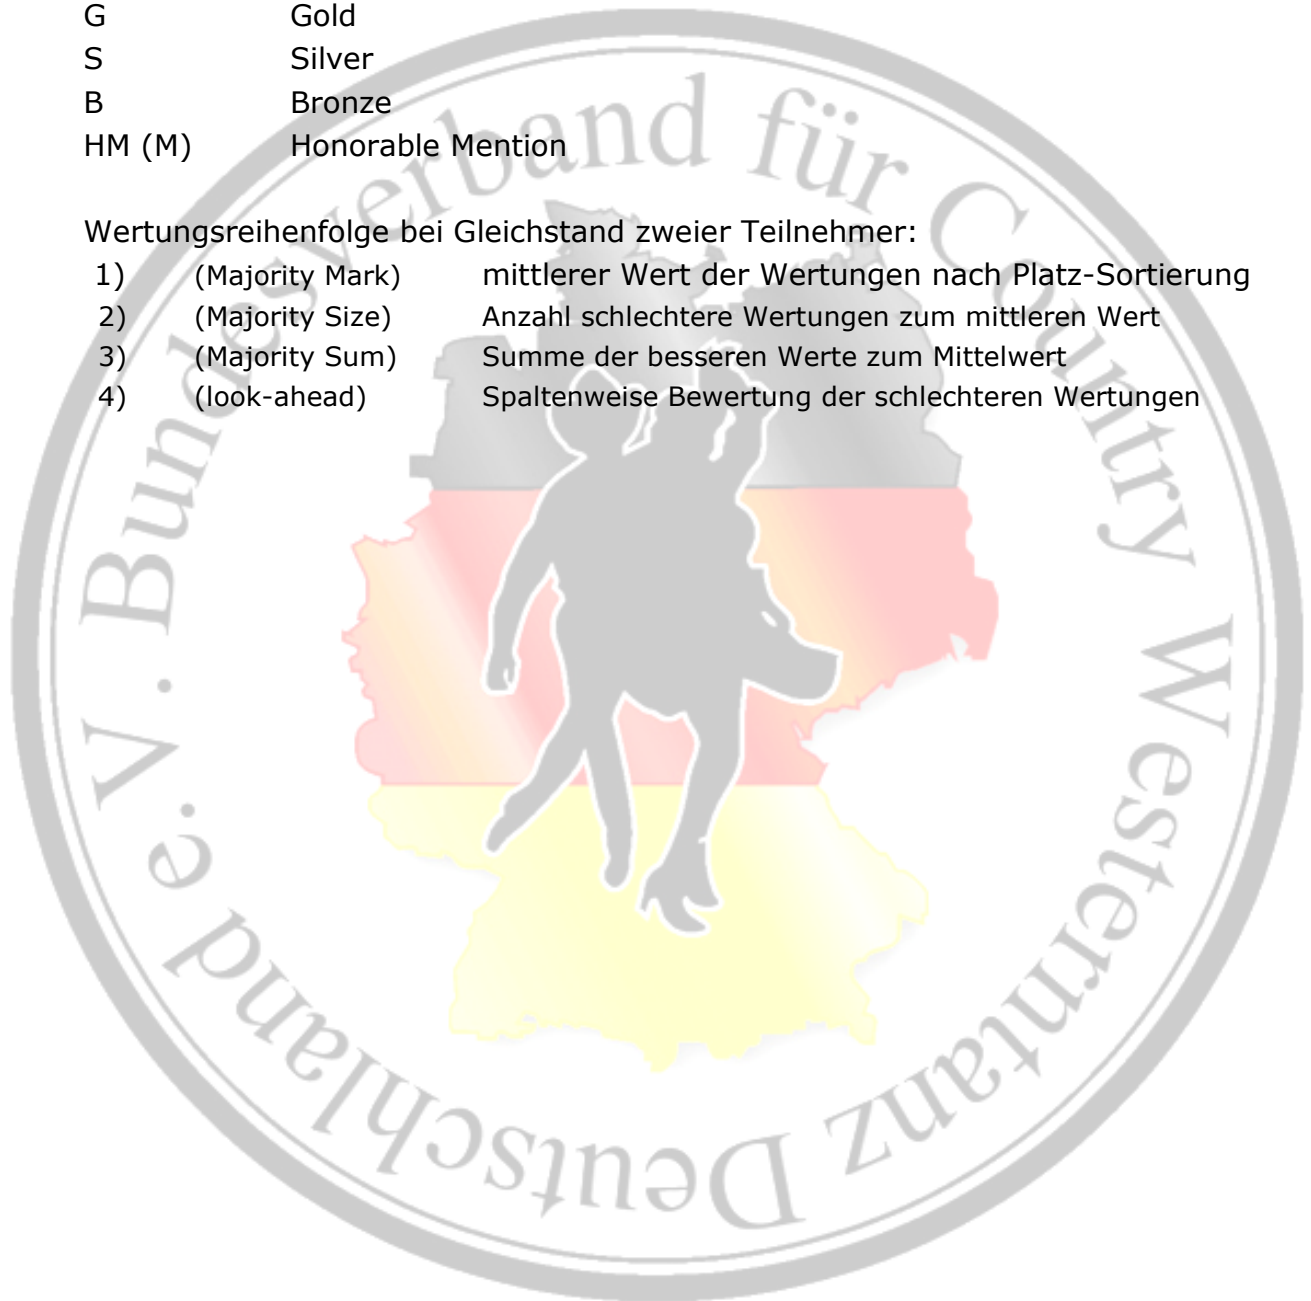 G Gold
S Silver
B Bronze
HM (M) Honorable Mention
Wertungsreihenfolge bei Gleichstand zweier Teilnehmer:
1) (Majority Mark) mittlerer Wert der Wertungen nach Platz-Sortierung
2) (Majority Size) Anzahl schlechtere Wertungen zum mittleren Wert
3) (Majority Sum) Summe der besseren Werte zum Mittelwert
4) (look-ahead) Spaltenweise Bewertung der schlechteren Wertungen
Bundesverband für Country Westerntanz Deutschland e.V.